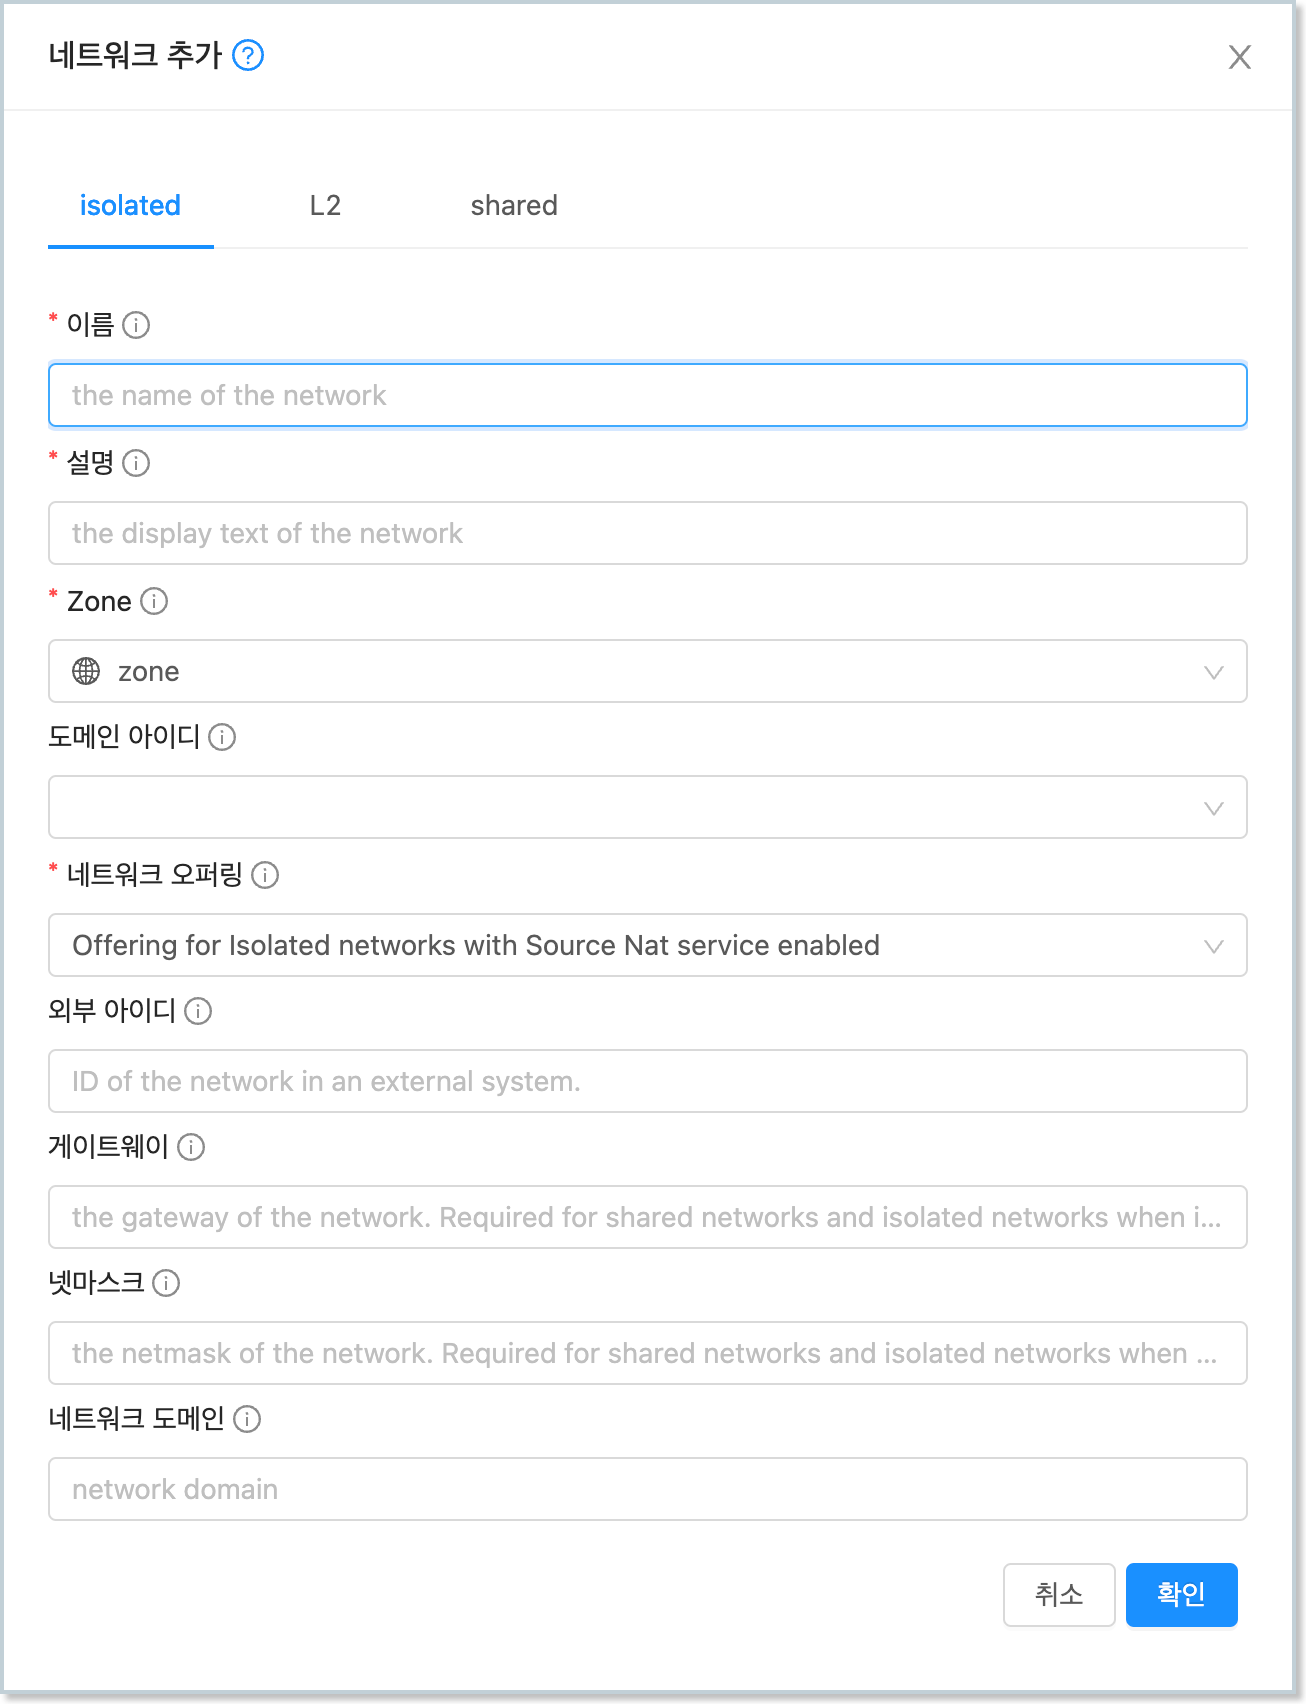 네트워크 추가
isolated L2 shared
* 이름
the name of the network
* 설명
the display text of the network
* Zone
zone
도메인 아이디
* 네트워크 오퍼링
Offering for Isolated networks with Source Nat service enabled
외부 아이디
ID of the network in an external system.
게이트웨이
the gateway of the network. Required for shared networks and isolated networks when i...
넷마스크
the netmask of the network. Required for shared networks and isolated networks when ...
네트워크 도메인
network domain
취소 확인